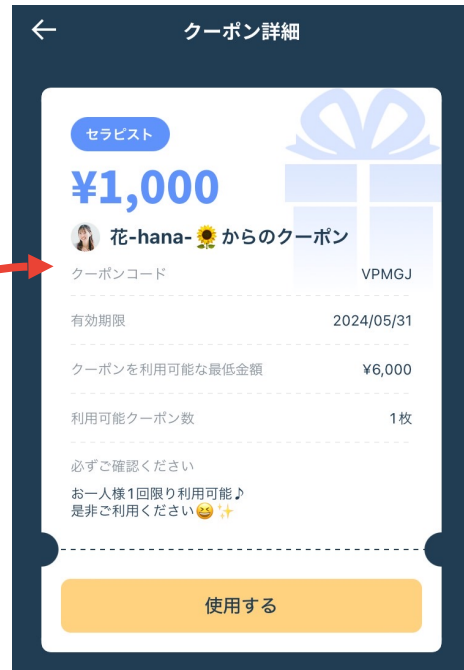 クーポン詳細
セラピスト
¥1,000
花-hana-🌻からのクーポン
クーポンコード VPMGJ
有効期限 2024/05/31
クーポンを利用可能な最低金額 ¥6,000
利用可能クーポン数 1枚
必ずご確認ください
お一人様1回限り利用可能♪
是非ご利用ください😆✨
使用する